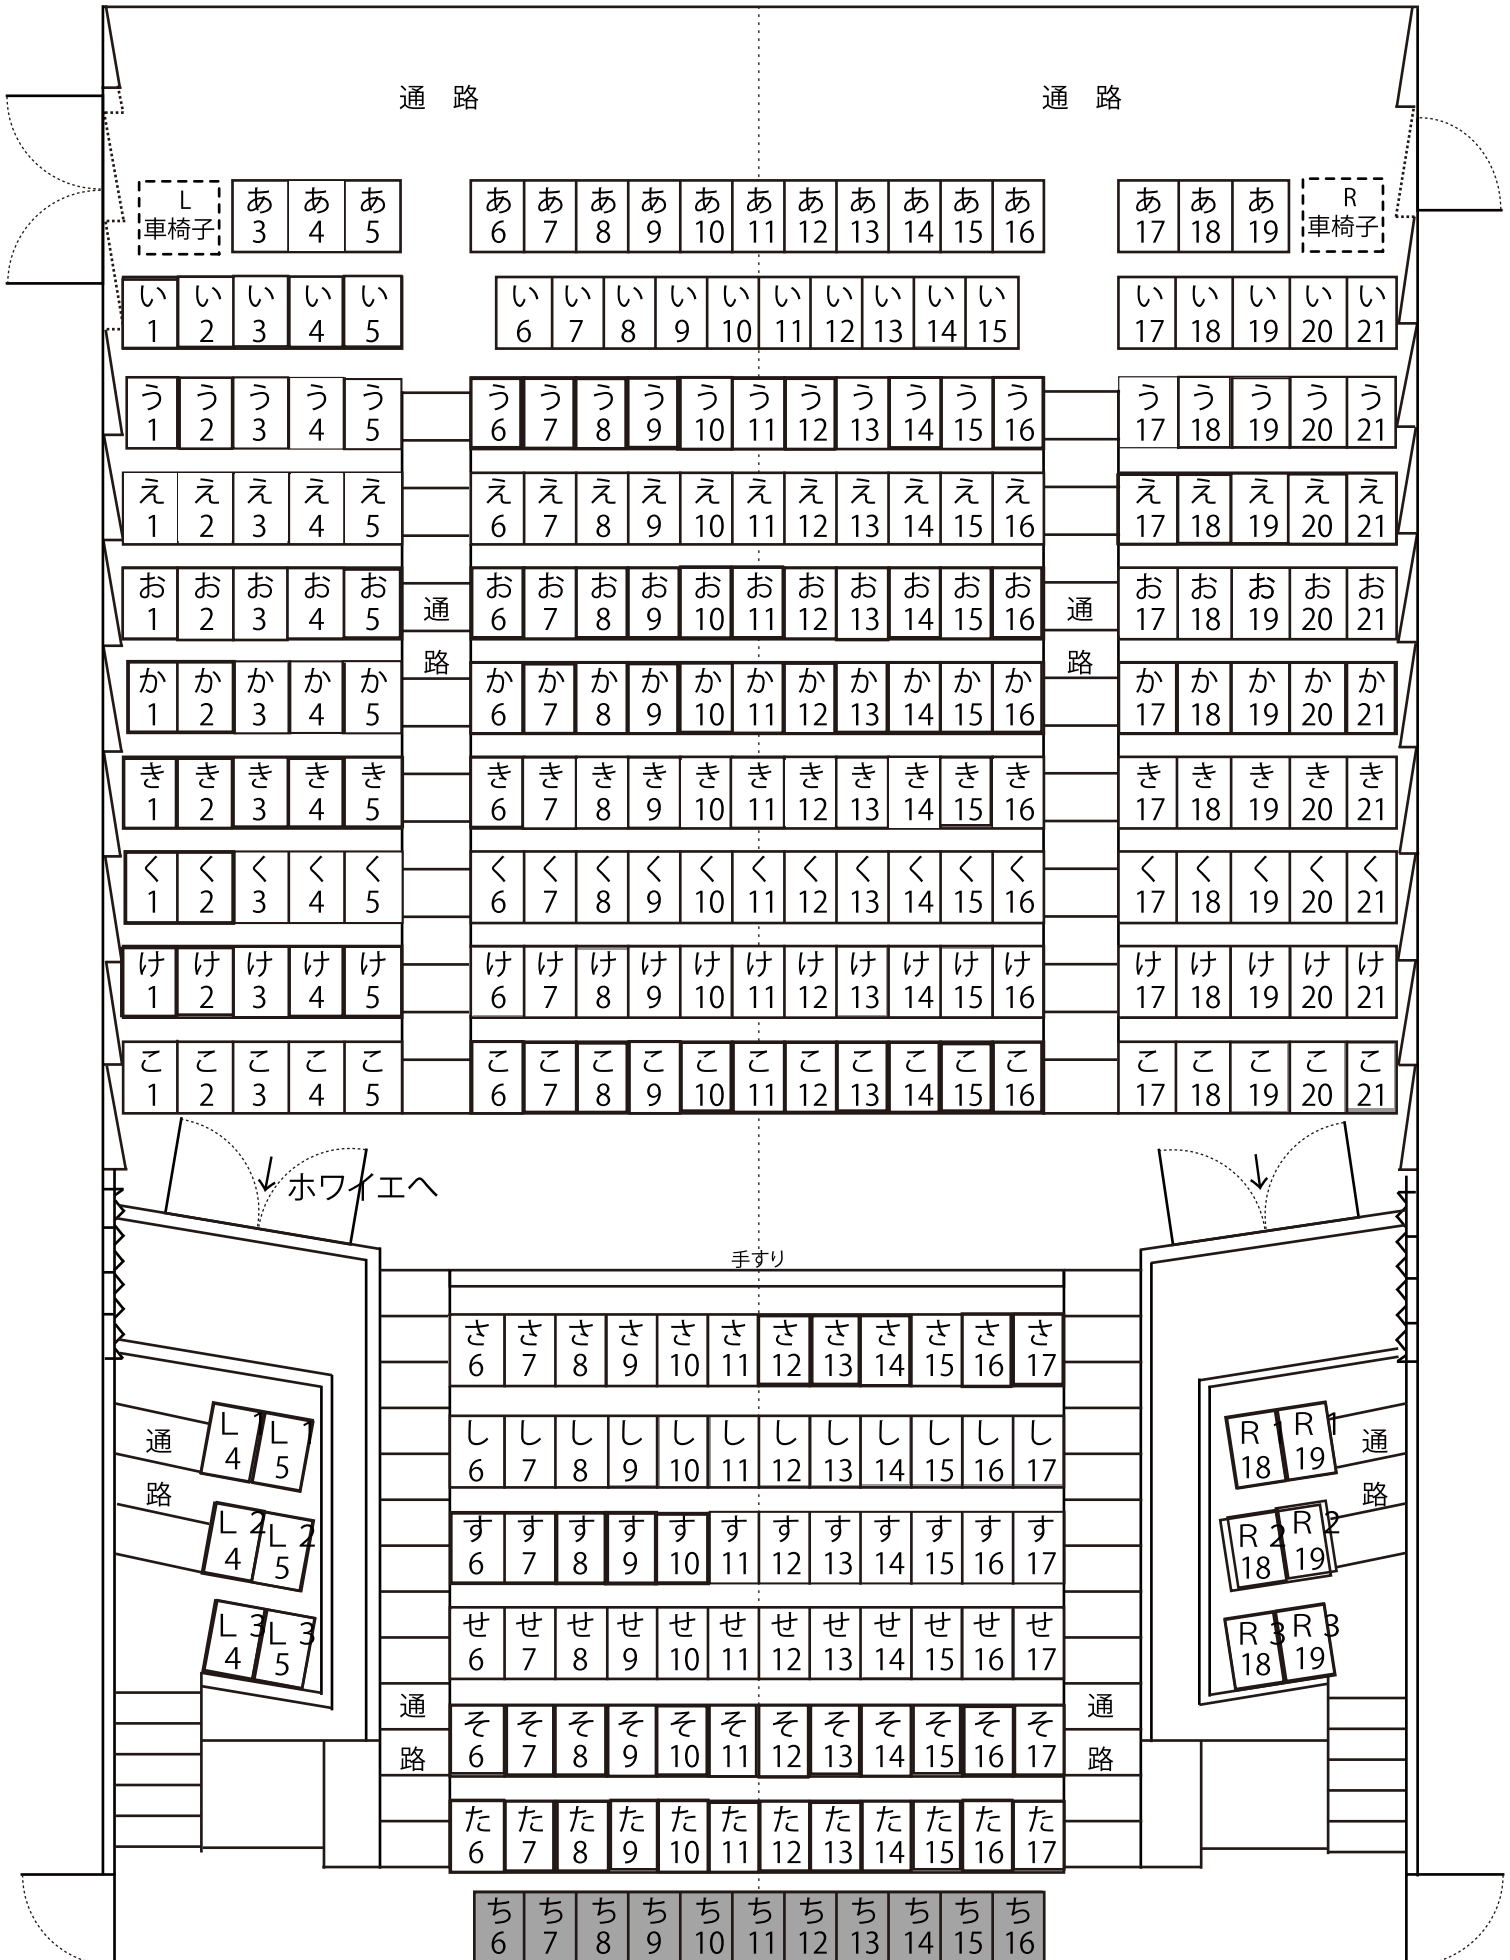 通 路 通 路
L 車椅子 あ3 あ4 あ5 あ6 あ7 あ8 あ9 あ10 あ11 あ12 あ13 あ14 あ15 あ16 あ17 あ18 あ19 R 車椅子
い1 い2 い3 い4 い5 い6 い7 い8 い9 い10 い11 い12 い13 い14 い15 い17 い18 い19 い20 い21
う1 う2 う3 う4 う5 う6 う7 う8 う9 う10 う11 う12 う13 う14 う15 う16 う17 う18 う19 う20 う21
え1 え2 え3 え4 え5 え6 え7 え8 え9 え10 え11 え12 え13 え14 え15 え16 え17 え18 え19 え20 え21
お1 お2 お3 お4 お5 通 お6 お7 お8 お9 お10 お11 お12 お13 お14 お15 お16 通 お17 お18 お19 お20 お21
か1 か2 か3 か4 か5 路 か6 か7 か8 か9 か10 か11 か12 か13 か14 か15 か16 路 か17 か18 か19 か20 か21
き1 き2 き3 き4 き5 き6 き7 き8 き9 き10 き11 き12 き13 き14 き15 き16 き17 き18 き19 き20 き21
く1 く2 く3 く4 く5 く6 く7 く8 く9 く10 く11 く12 く13 く14 く15 く16 く17 く18 く19 く20 く21
け1 け2 け3 け4 け5 け6 け7 け8 け9 け10 け11 け12 け13 け14 け15 け16 け17 け18 け19 け20 け21
こ1 こ2 こ3 こ4 こ5 こ6 こ7 こ8 こ9 こ10 こ11 こ12 こ13 こ14 こ15 こ16 こ17 こ18 こ19 こ20 こ21
ホワイエへ
手すり
さ6 さ7 さ8 さ9 さ10 さ11 さ12 さ13 さ14 さ15 さ16 さ17
通 L1 4 L1 5 し6 し7 し8 し9 し10 し11 し12 し13 し14 し15 し16 し17 R1 18 R1 19 通
路 L2 4 L2 5 す6 す7 す8 す9 す10 す11 す12 す13 す14 す15 す16 す17 R2 18 R2 19 路
L3 4 L3 5 せ6 せ7 せ8 せ9 せ10 せ11 せ12 せ13 せ14 せ15 せ16 せ17 R3 18 R3 19
通 そ6 そ7 そ8 そ9 そ10 そ11 そ12 そ13 そ14 そ15 そ16 そ17 通
路 路
た6 た7 た8 た9 た10 た11 た12 た13 た14 た15 た16 た17
ち6 ち7 ち8 ち9 ち10 ち11 ち12 ち13 ち14 ち15 ち16